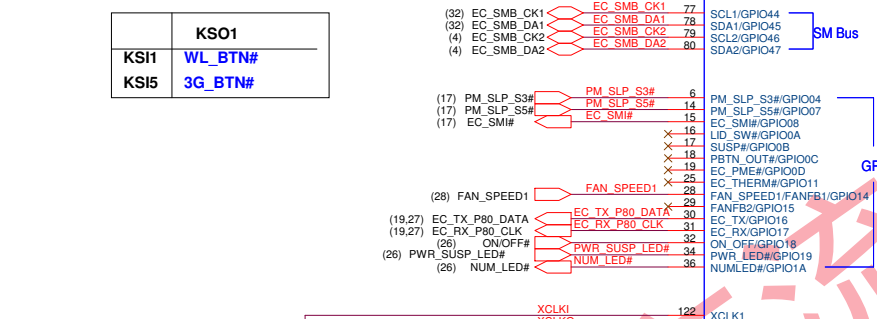 KSO1
KSI1 WL_BTN#
KSI5 3G_BTN#
(32) EC_SMB_CK1 EC_SMB_CK1 77 SCL1/GPIO44
(32) EC_SMB_DA1 EC_SMB_DA1 78 SDA1/GPIO45
(4) EC_SMB_CK2 EC_SMB_CK2 79 SCL2/GPIO46
(4) EC_SMB_DA2 EC_SMB_DA2 80 SDA2/GPIO47
SM Bus
(17) PM_SLP_S3# PM_SLP_S3# 6 PM_SLP_S3#/GPIO04
(17) PM_SLP_S5# PM_SLP_S5# 14 PM_SLP_S5#/GPIO07
(17) EC_SMI# EC_SMI# 15 EC_SMI#/GPIO08
16 LID_SW#/GPIO0A
17 SUSP#/GPIO0B
18 PBTN_OUT#/GPIO0C
19 EC_PME#/GPIO0D
25 EC_THERM#/GPIO11
(28) FAN_SPEED1 FAN_SPEED1 28 FAN_SPEED1/FANFB1/GPIO14
29 FANFB2/GPIO15
(19,27) EC_TX_P80_DATA EC_TX_P80_DATA 30 EC_TX/GPIO16
(19,27) EC_RX_P80_CLK EC_RX_P80_CLK 31 EC_RX/GPIO17
(26) ON/OFF# 32 ON_OFF/GPIO18
(26) PWR_SUSP_LED# PWR_SUSP_LED# 34 PWR_LED#/GPIO19
(26) NUM_LED# NUM_LED# 36 NUMLED#/GPIO1A
XCLKI 122 XCLK1